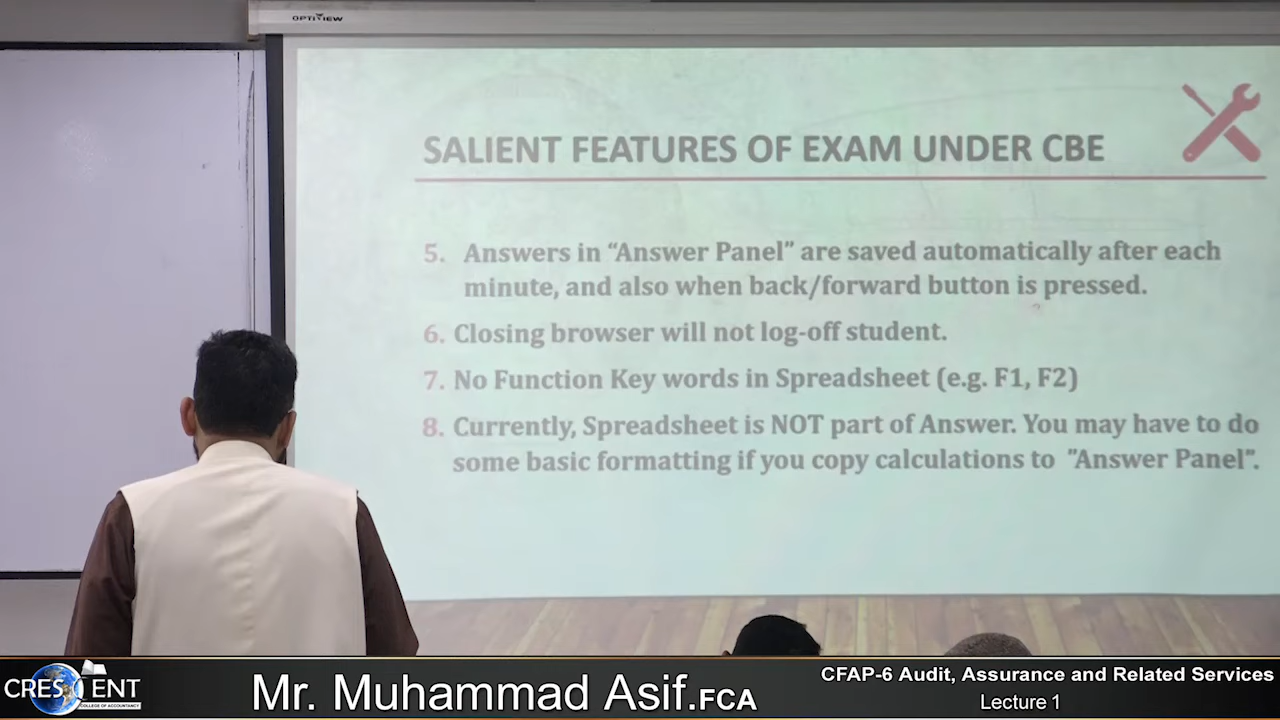 OPTIVIEW
SALIENT FEATURES OF EXAM UNDER CBE
5. Answers in “Answer Panel” are saved automatically after each
minute, and also when back/forward button is pressed.
6. Closing browser will not log-off student.
7. No Function Key words in Spreadsheet (e.g. F1, F2)
8. Currently, Spreadsheet is NOT part of Answer. You may have to do
some basic formatting if you copy calculations to "Answer Panel".
CRESCENT
COLLEGE OF ACCOUNTANCY
Mr. Muhammad Asif.FCA
CFAP-6 Audit, Assurance and Related Services
Lecture 1